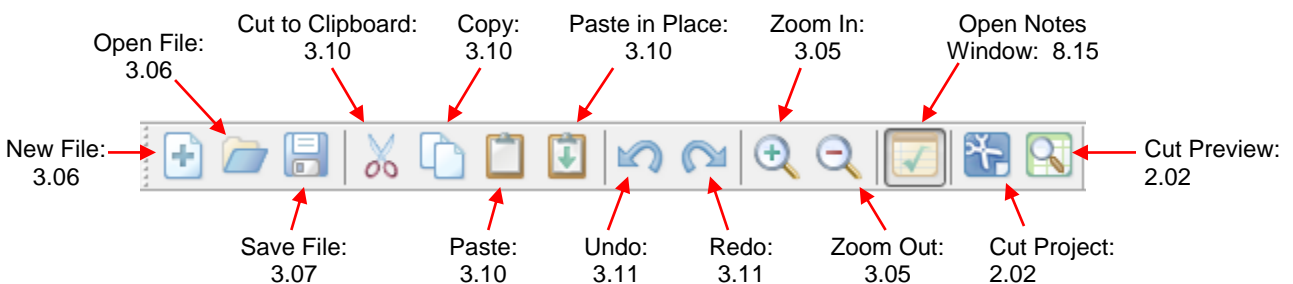 Open File:
3.06
Cut to Clipboard:
3.10
Copy:
3.10
Paste in Place:
3.10
Zoom In:
3.05
Open Notes
Window:  8.15
New File:
3.06
Cut Preview:
2.02
Save File:
3.07
Paste:
3.10
Undo:
3.11
Redo:
3.11
Zoom Out:
3.05
Cut Project:
2.02